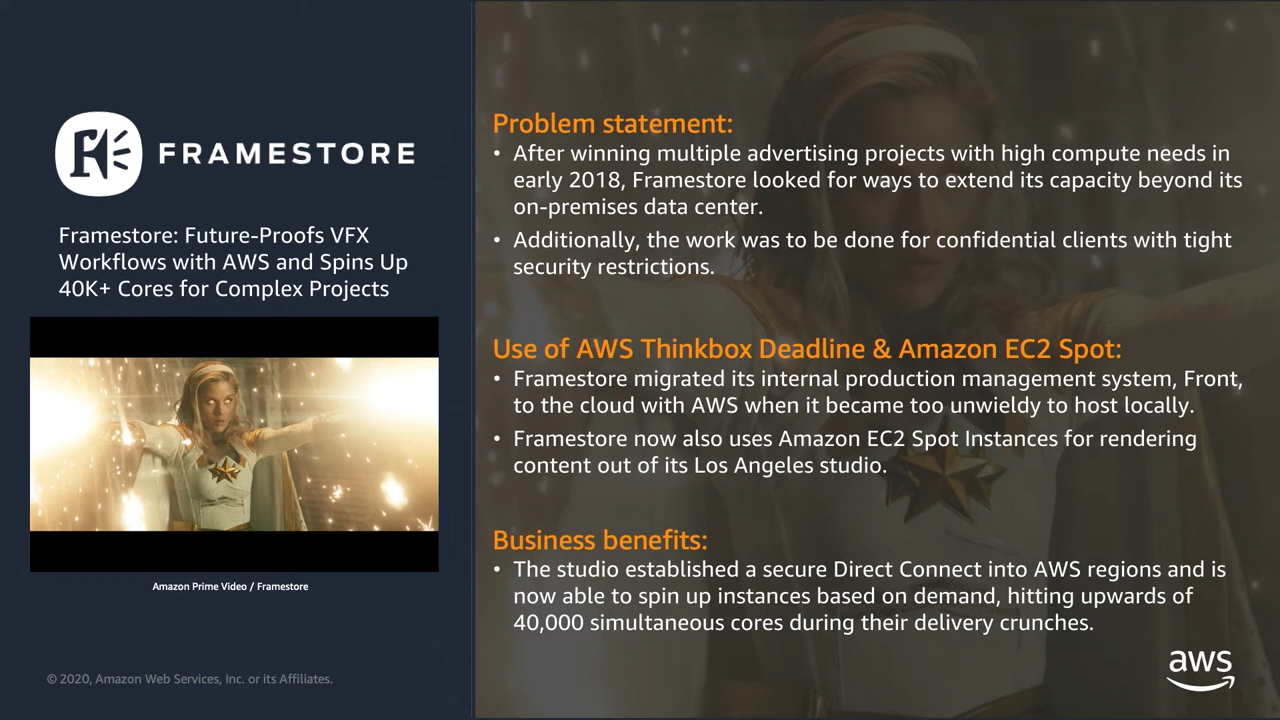 FRAMESTORE
Framestore: Future-Proofs VFX
Workflows with AWS and Spins Up
40K+ Cores for Complex Projects
Amazon Prime Video / Framestore
© 2020, Amazon Web Services, Inc. or its Affiliates.
Problem statement:
• After winning multiple advertising projects with high compute needs in
early 2018, Framestore looked for ways to extend its capacity beyond its
on-premises data center.
• Additionally, the work was to be done for confidential clients with tight
security restrictions.
Use of AWS Thinkbox Deadline & Amazon EC2 Spot:
• Framestore migrated its internal production management system, Front,
to the cloud with AWS when it became too unwieldy to host locally.
• Framestore now also uses Amazon EC2 Spot Instances for rendering
content out of its Los Angeles studio.
Business benefits:
• The studio established a secure Direct Connect into AWS regions and is
now able to spin up instances based on demand, hitting upwards of
40,000 simultaneous cores during their delivery crunches.
aws